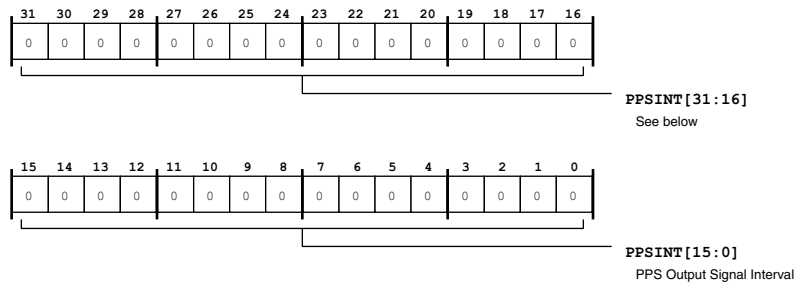 31 30 29 28 27 26 25 24 23 22 21 20 19 18 17 16
0 0 0 0 0 0 0 0 0 0 0 0 0 0 0 0
PPSINT[31:16]
See below
15 14 13 12 11 10 9 8 7 6 5 4 3 2 1 0
0 0 0 0 0 0 0 0 0 0 0 0 0 0 0 0
PPSINT[15:0]
PPS Output Signal Interval